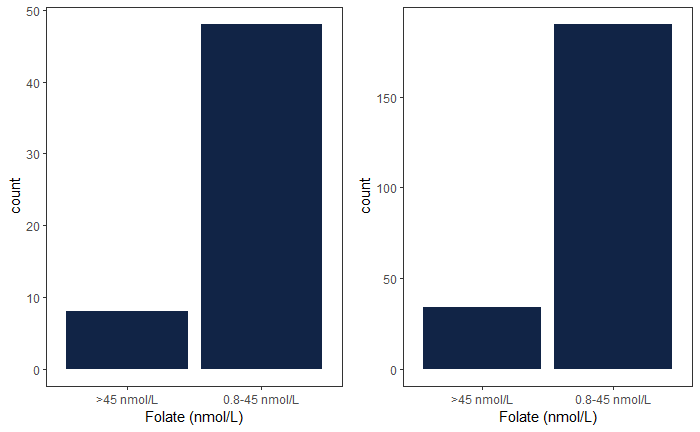 50
40
30
20
10
0
count
>45 nmol/L 0.8-45 nmol/L
Folate (nmol/L)
150
100
50
0
count
>45 nmol/L 0.8-45 nmol/L
Folate (nmol/L)